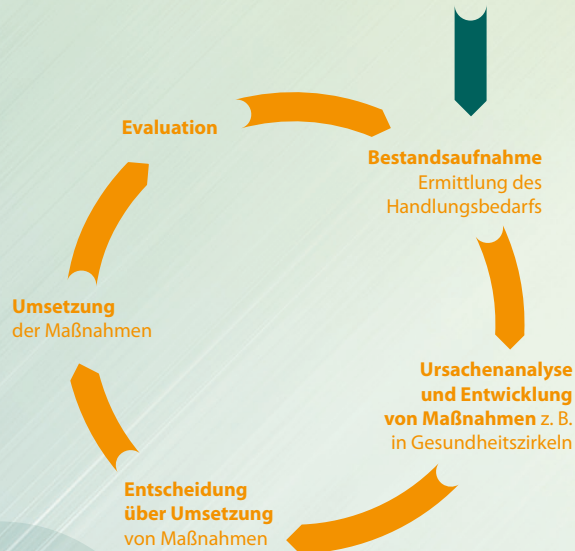 Evaluation
Bestandsaufnahme
Ermittlung des
Handlungsbedarfs
Ursachenanalyse
und Entwicklung
von Maßnahmen z. B.
in Gesundheitszirkeln
Entscheidung
über Umsetzung
von Maßnahmen
Umsetzung
der Maßnahmen